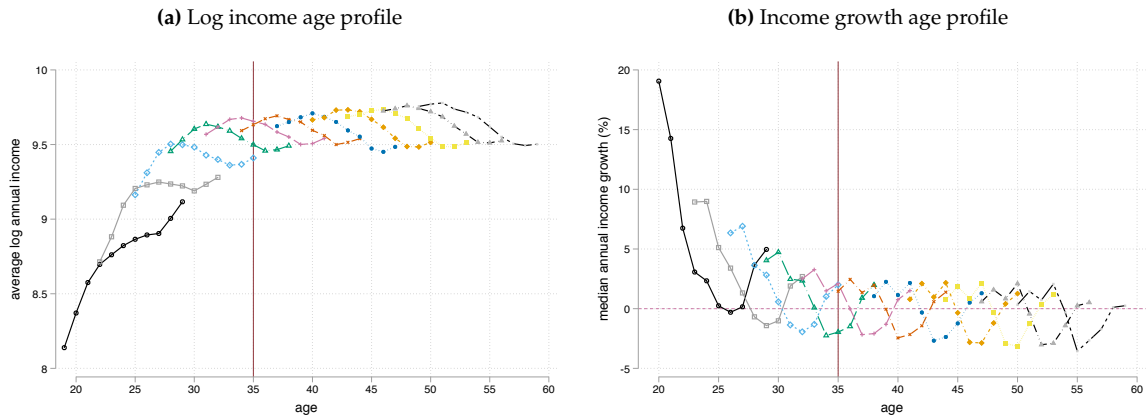 (a) Log income age profile
(b) Income growth age profile
average log annual income
10
9.5
9
8.5
8
20 25 30 35 40 45 50 55 60
age
median annual income growth (%)
20
15
10
5
0
-5
20 25 30 35 40 45 50 55 60
age